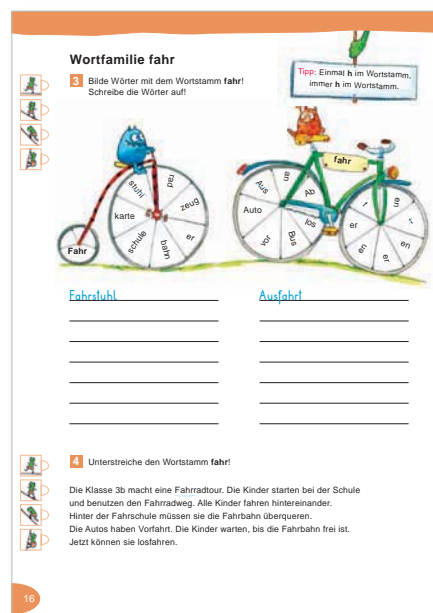 Wortfamilie fahr
3 Bilde Wörter mit dem Wortstamm fahr!
Schreibe die Wörter auf!
Tipp: Einmal h im Wortstamm,
immer h im Wortstamm.
Fahr
stuhl
rad
zeug
er
bahn
schule
karte
fahr
Aus
an
Ab
los
Bus
vor
Auto
t
en
t
en
er
en
er
Fahrstuhl
Ausfahrt
4 Unterstreiche den Wortstamm fahr!
Die Klasse 3b macht eine Fahrradtour. Die Kinder starten bei der Schule
und benutzen den Fahrradweg. Alle Kinder fahren hintereinander.
Hinter der Fahrschule müssen sie die Fahrbahn überqueren.
Die Autos haben Vorfahrt. Die Kinder warten, bis die Fahrbahn frei ist.
Jetzt können sie losfahren.
16